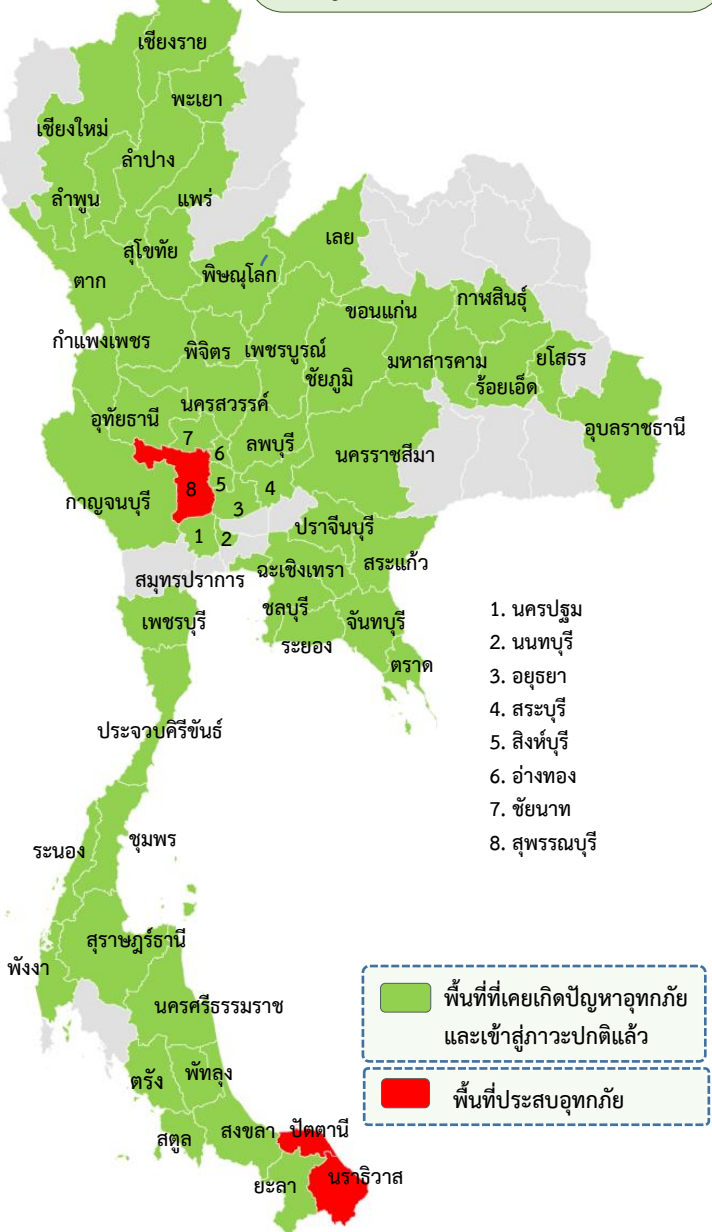 เชียงราย
พะเยา
เชียงใหม่
ลำปาง
ลำพูน
แพร่
เลย
สุโขทัย
ตาก
พิษณุโลก
กาฬสินธุ์
ขอนแก่น
กำแพงเพชร
พิจิตร
เพชรบูรณ์
มหาสารคาม
ยโสธร
ชัยภูมิ
ร้อยเอ็ด
นครสวรรค์
อุทัยธานี
อุบลราชธานี
7
6
ลพบุรี
นครราชสีมา
กาญจนบุรี
8
5
4
3
ปราจีนบุรี
1
2
สระแก้ว
สมุทรปราการ
ฉะเชิงเทรา
ชลบุรี
จันทบุรี
เพชรบุรี
ระยอง
ตราด
1. นครปฐม
2. นนทบุรี
3. อยุธยา
4. สระบุรี
5. สิงห์บุรี
6. อ่างทอง
7. ชัยนาท
8. สุพรรณบุรี
ประจวบคิรีขันธ์
ชุมพร
ระนอง
สุราษฎร์ธานี
พังงา
นครศรีธรรมราช
ตรัง
พัทลุง
สตูล
สงขลา
ปัตตานี
ยะลา
นราธิวาส
พื้นที่ที่เคยเกิดปัญหาอุทกภัย
และเข้าสู่ภาวะปกติแล้ว
พื้นที่ประสบอุทกภัย